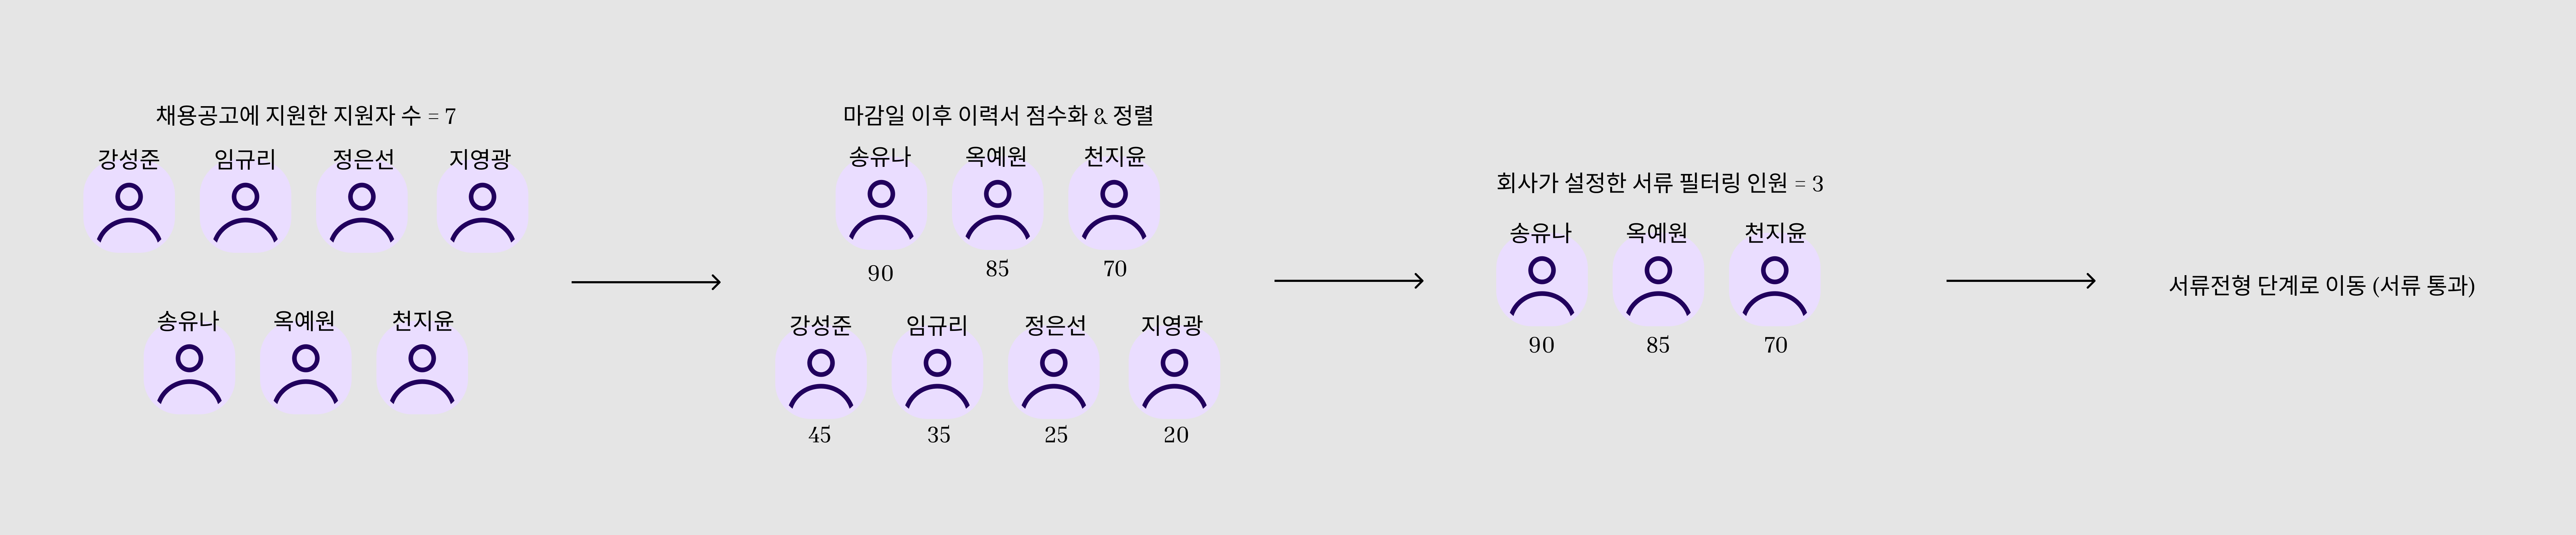 채용공고에 지원한 지원자 수 = 7
강성준 임규리 정은선 지영광
송유나 옥예원 천지윤
마감일 이후 이력서 점수화 & 정렬
송유나 옥예원 천지윤
90 85 70
강성준 임규리 정은선 지영광
45 35 25 20
회사가 설정한 서류 필터링 인원 = 3
송유나 옥예원 천지윤
90 85 70
서류전형 단계로 이동 (서류 통과)